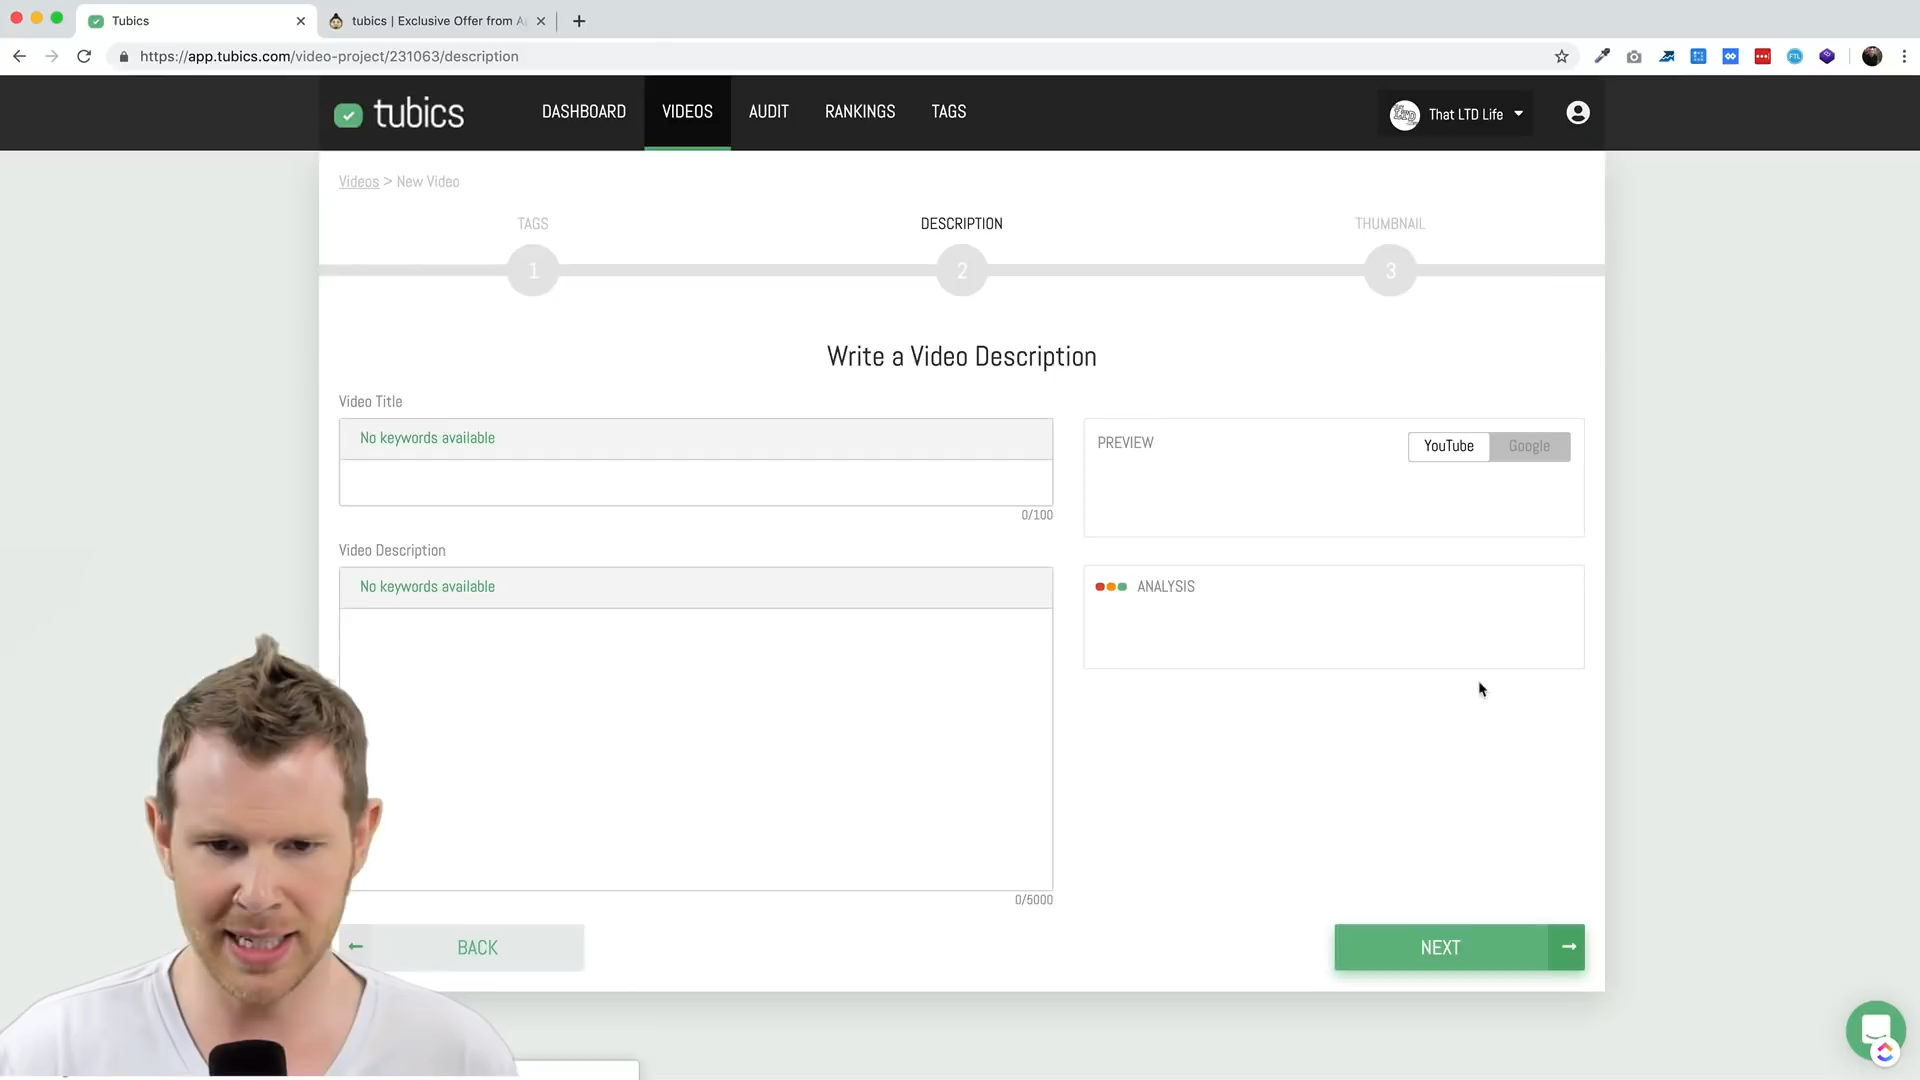 Tubics
tubics | Exclusive Offer from A
https://app.tubics.com/video-project/231063/description
tubics
DASHBOARD
VIDEOS
AUDIT
RANKINGS
TAGS
That LTD Life
Videos > New Video
TAGS
DESCRIPTION
THUMBNAIL
1
2
3
Write a Video Description
Video Title
No keywords available
0/100
PREVIEW
YouTube
Google
Video Description
No keywords available
ANALYSIS
0/5000
BACK
NEXT